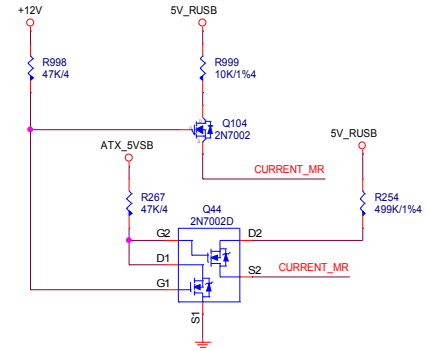 +12V
5V_RUSB
R998
47K/4
R999
10K/1%4
Q104
2N7002
ATX_5VSB
5V_RUSB
CURRENT_MR
R267
47K/4
Q44
2N7002D
R254
499K/1%4
G2
D2
D1
S2
CURRENT_MR
G1
S1